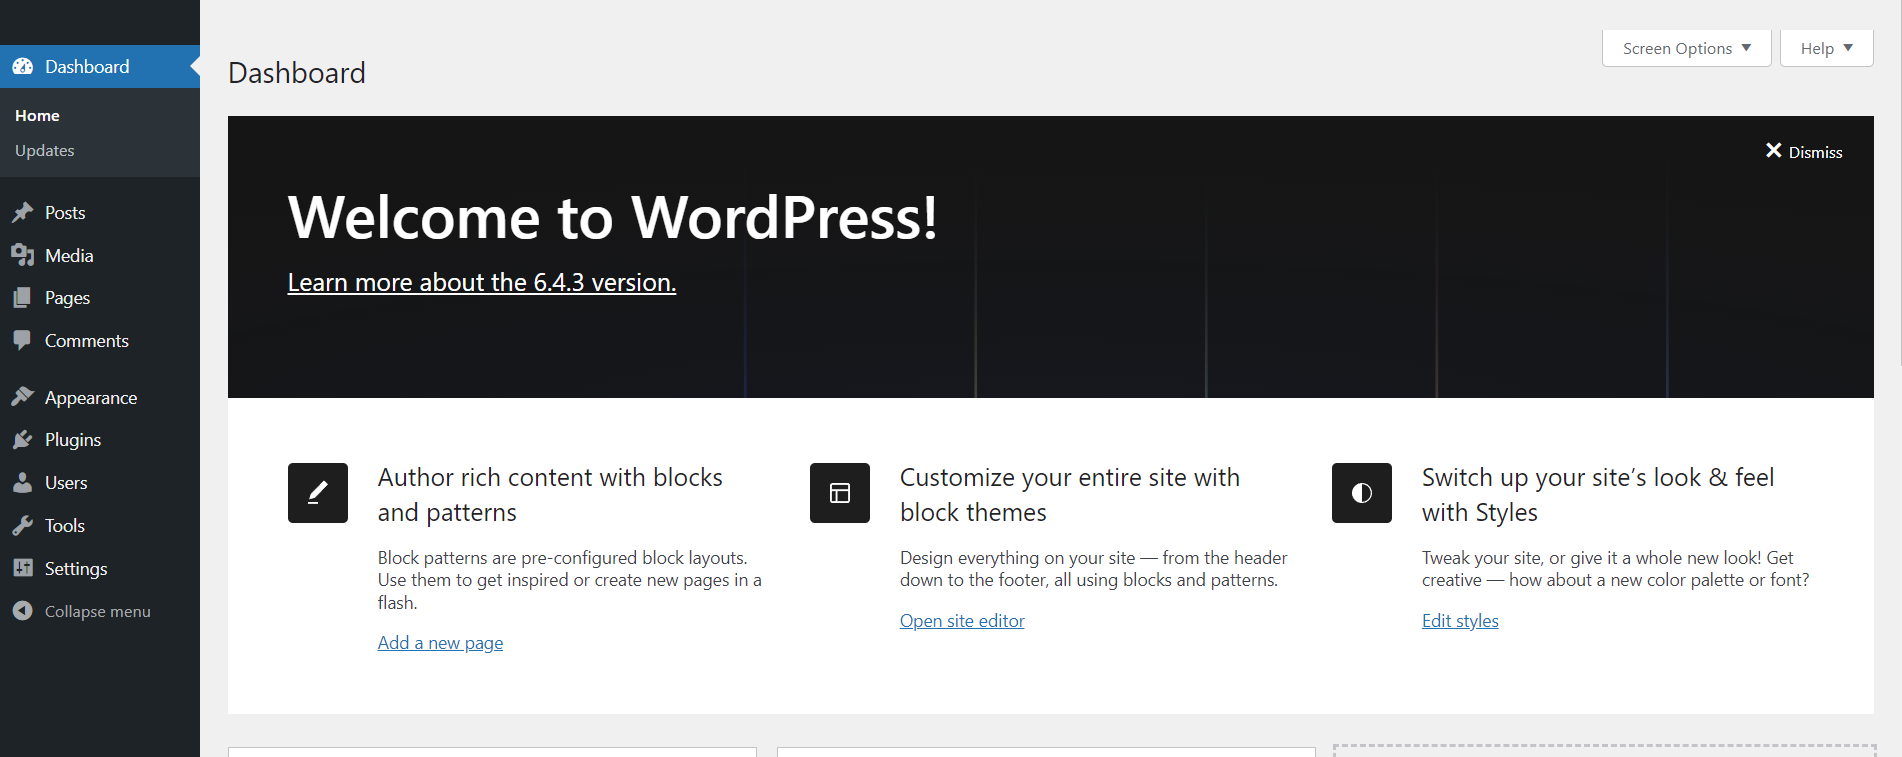 Dashboard
Home
Updates
Posts
Media
Pages
Comments
Appearance
Plugins
Users
Tools
Settings
Collapse menu
Screen Options
Help
Dashboard
Dismiss
Welcome to WordPress!
Learn more about the 6.4.3 version.
Author rich content with blocks
and patterns
Block patterns are pre-configured block layouts.
Use them to get inspired or create new pages in a
flash.
Add a new page
Customize your entire site with
block themes
Design everything on your site — from the header
down to the footer, all using blocks and patterns.
Open site editor
Switch up your site’s look & feel
with Styles
Tweak your site, or give it a whole new look! Get
creative — how about a new color palette or font?
Edit styles